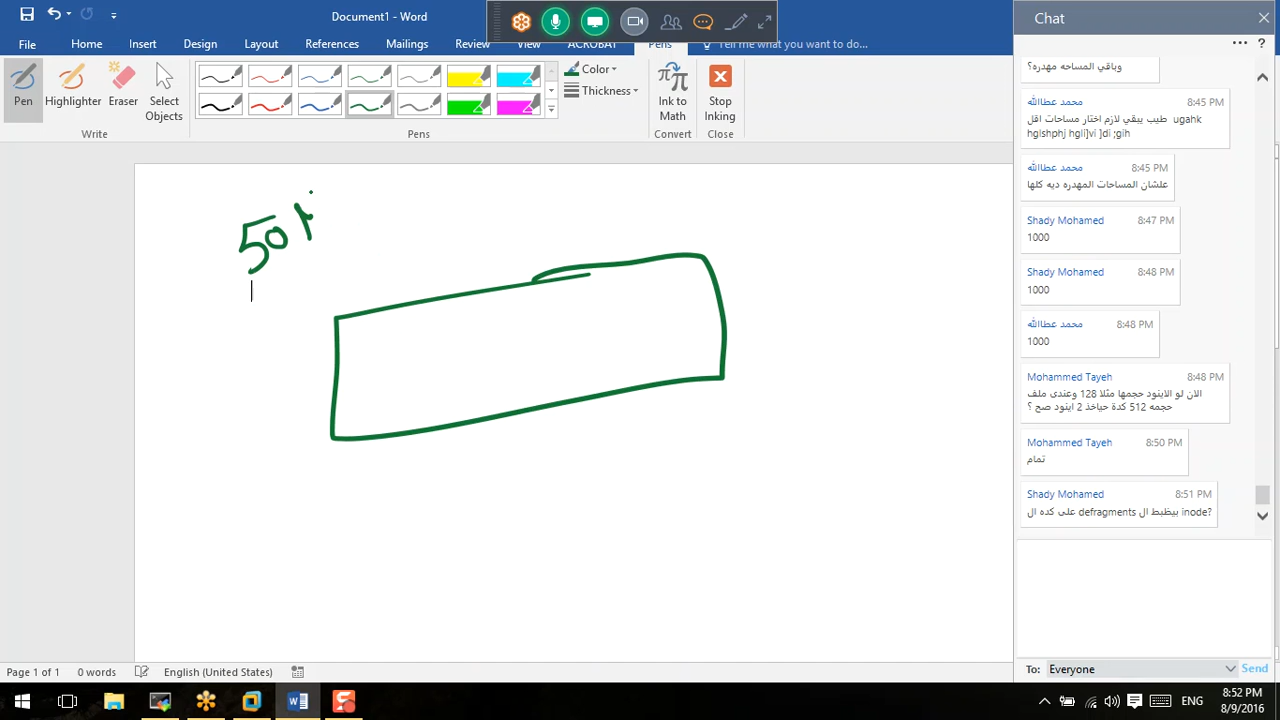 Document1 - Word
File
Home
Insert
Design
Layout
References
Mailings
Review
View
ACROBAT
Pens
Tell me what you want to do...
Pen
Highlighter
Eraser
Select Objects
Color
Thickness
Ink to Math
Stop Inking
Write
Pens
Convert
Close
50
Chat
وباقي المساحه مهدره؟
محمد عطاالله 8:45 PM
طيب يبقي لازم اختار مساحات اقل ugahk
hglshphj hgli]vi ]di ;gih
محمد عطاالله 8:45 PM
علشان المساحات المهدره ديه كلها
Shady Mohamed 8:47 PM
1000
Shady Mohamed 8:48 PM
1000
محمد عطاالله 8:48 PM
1000
Mohammed Tayeh 8:48 PM
الان لو الاينود حجمها مثلا 128 وعندى ملف
حجمه 512 كدة حياخذ 2 اينود صح ؟
Mohammed Tayeh 8:50 PM
تمام
Shady Mohamed 8:51 PM
على كده ال defragments بيظبط ال inode?
To: Everyone
Send
Page 1 of 1
0 words
English (United States)
ENG
8:52 PM
8/9/2016